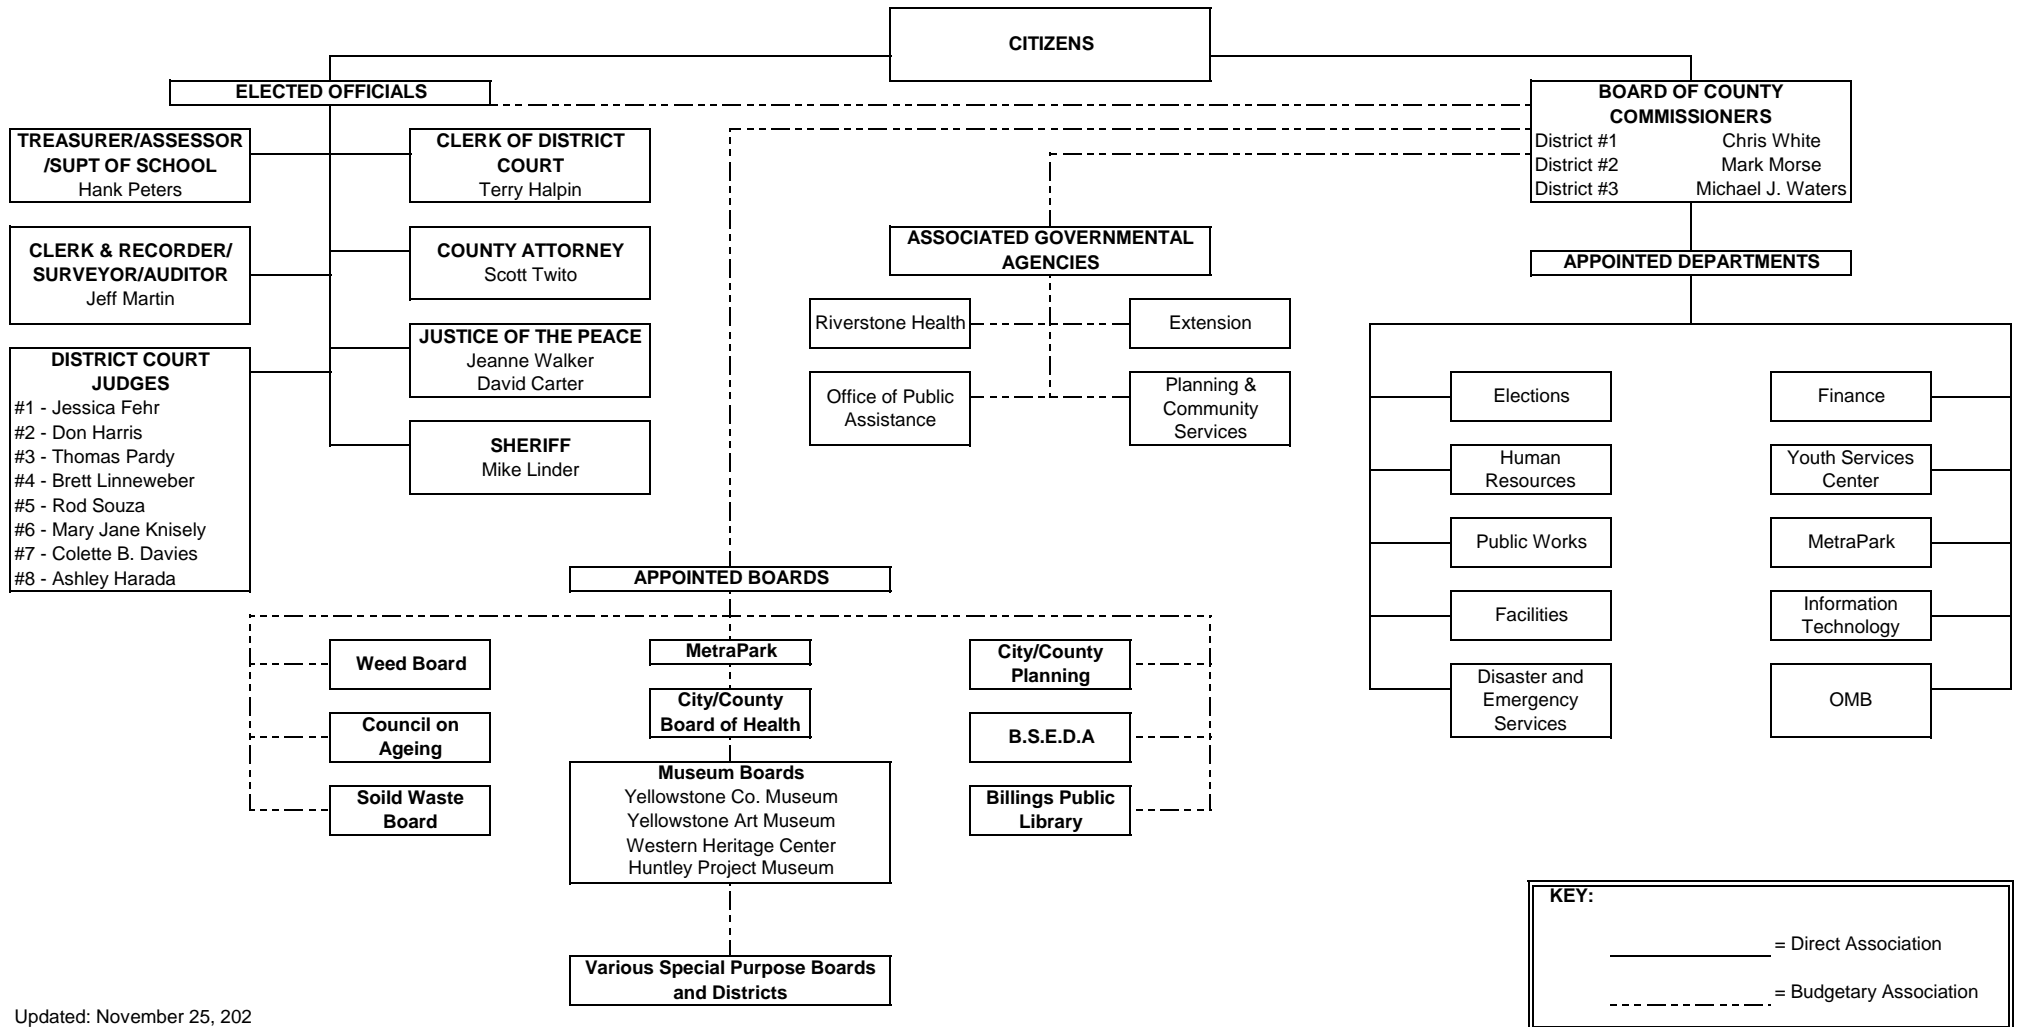 CITIZENS
ELECTED OFFICIALS
TREASURER/ASSESSOR
/SUPT OF SCHOOL
Hank Peters
CLERK OF DISTRICT
COURT
Terry Halpin
CLERK & RECORDER/
SURVEYOR/AUDITOR
Jeff Martin
COUNTY ATTORNEY
Scott Twito
JUSTICE OF THE PEACE
Jeanne Walker
David Carter
DISTRICT COURT
JUDGES
#1 - Jessica Fehr
#2 - Don Harris
#3 - Thomas Pardy
#4 - Brett Linneweber
#5 - Rod Souza
#6 - Mary Jane Knisely
#7 - Colette B. Davies
#8 - Ashley Harada
SHERIFF
Mike Linder
BOARD OF COUNTY
COMMISSIONERS
District #1 Chris White
District #2 Mark Morse
District #3 Michael J. Waters
ASSOCIATED GOVERNMENTAL
AGENCIES
Riverstone Health
Extension
Office of Public
Assistance
Planning &
Community
Services
APPOINTED DEPARTMENTS
Elections
Finance
Human
Resources
Youth Services
Center
Public Works
MetraPark
Facilities
Information
Technology
Disaster and
Emergency
Services
OMB
APPOINTED BOARDS
Weed Board
Council on
Ageing
Soild Waste
Board
MetraPark
City/County
Board of Health
Museum Boards
Yellowstone Co. Museum
Yellowstone Art Museum
Western Heritage Center
Huntley Project Museum
Various Special Purpose Boards
and Districts
City/County
Planning
B.S.E.D.A
Billings Public
Library
KEY:
= Direct Association
= Budgetary Association
Updated: November 25, 202